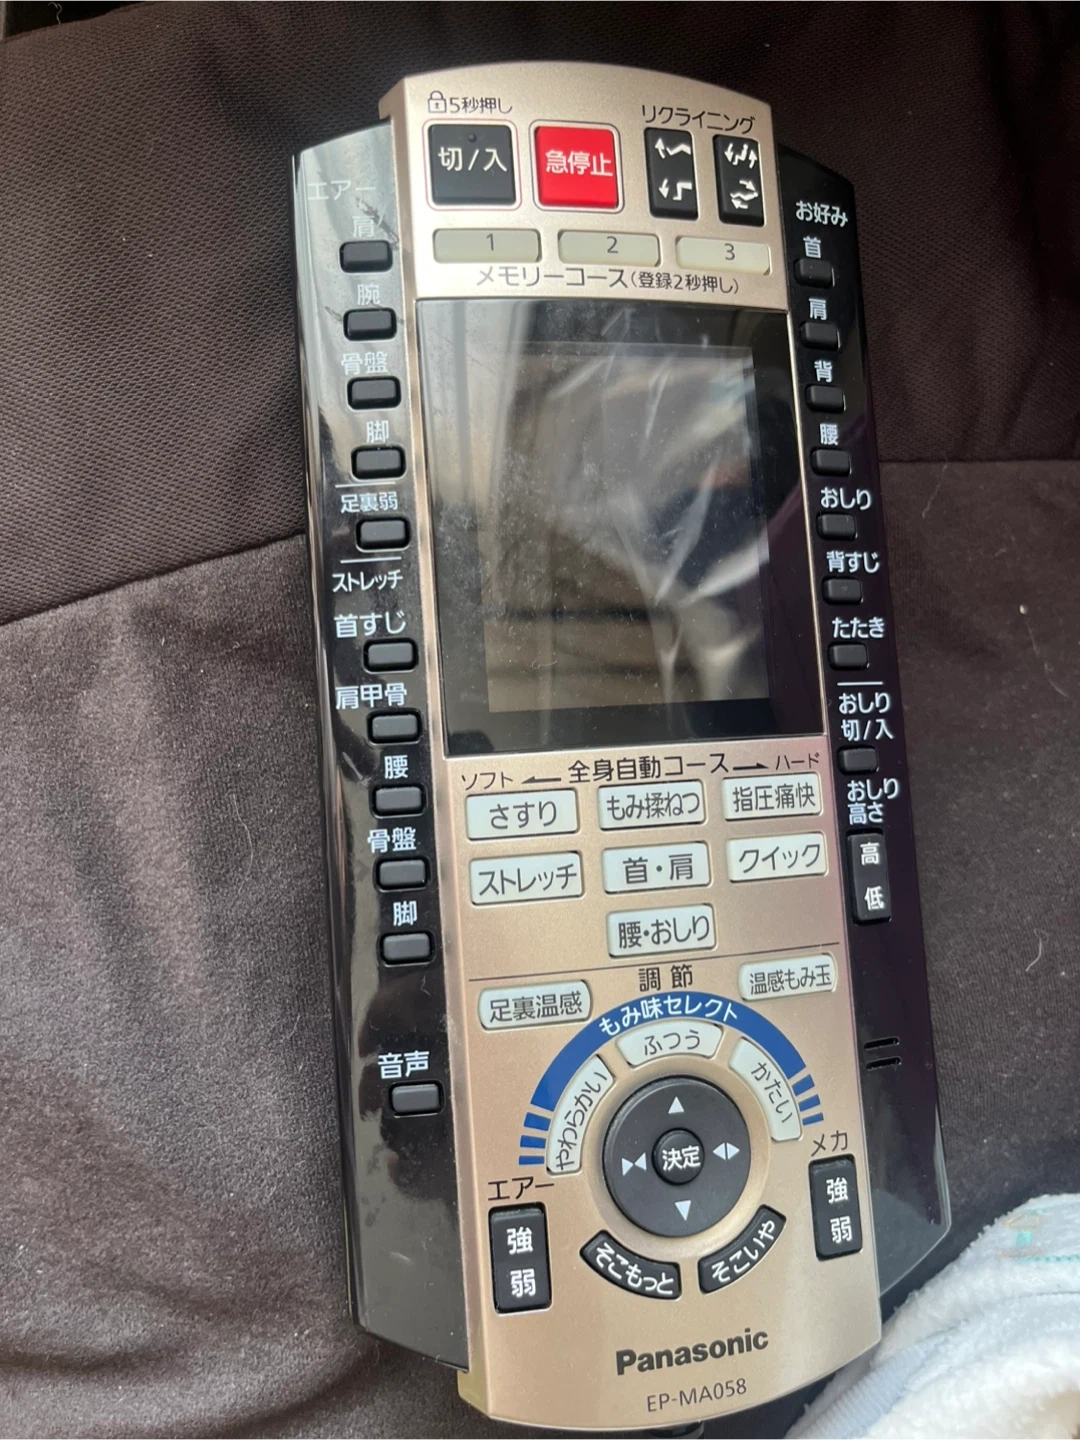 5秒押し
切/入
急停止
リクライニング
1
2
3
メモリーコース(登録2秒押し)
エアー
肩
腕
骨盤
脚
足裏弱
ストレッチ
首すじ
肩甲骨
腰
骨盤
脚
音声
お好み
首
肩
背
腰
おしり
背すじ
たたき
おしり
切/入
おしり
高さ
高
低
ソフト ← 全身自動コース → ハード
さすり
もみ揉ねつ
指圧痛快
ストレッチ
首・肩
クイック
腰・おしり
調節
足裏温感
温感もみ玉
もみ味セレクト
やわらかい
ふつう
かたい
決定
エアー
強
弱
メカ
強
弱
そこもっと
そこいや
Panasonic
EP-MA058